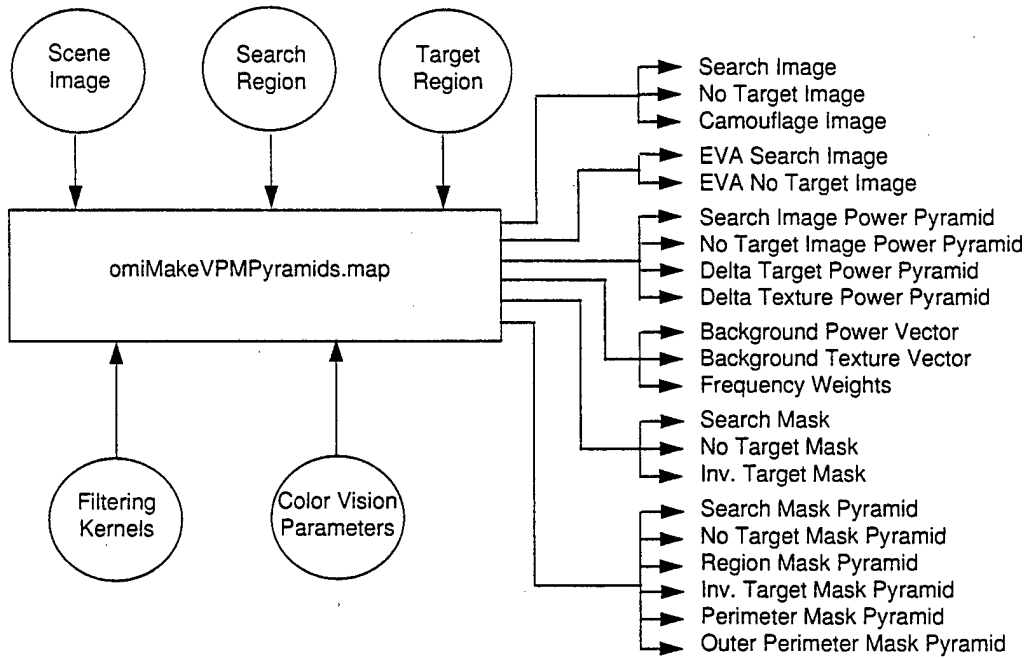 Scene
Image
Search
Region
Target
Region
omiMakeVPMPyramids.map
Filtering
Kernels
Color Vision
Parameters
Search Image
No Target Image
Camouflage Image
EVA Search Image
EVA No Target Image
Search Image Power Pyramid
No Target Image Power Pyramid
Delta Target Power Pyramid
Delta Texture Power Pyramid
Background Power Vector
Background Texture Vector
Frequency Weights
Search Mask
No Target Mask
Inv. Target Mask
Search Mask Pyramid
No Target Mask Pyramid
Region Mask Pyramid
Inv. Target Mask Pyramid
Perimeter Mask Pyramid
Outer Perimeter Mask Pyramid